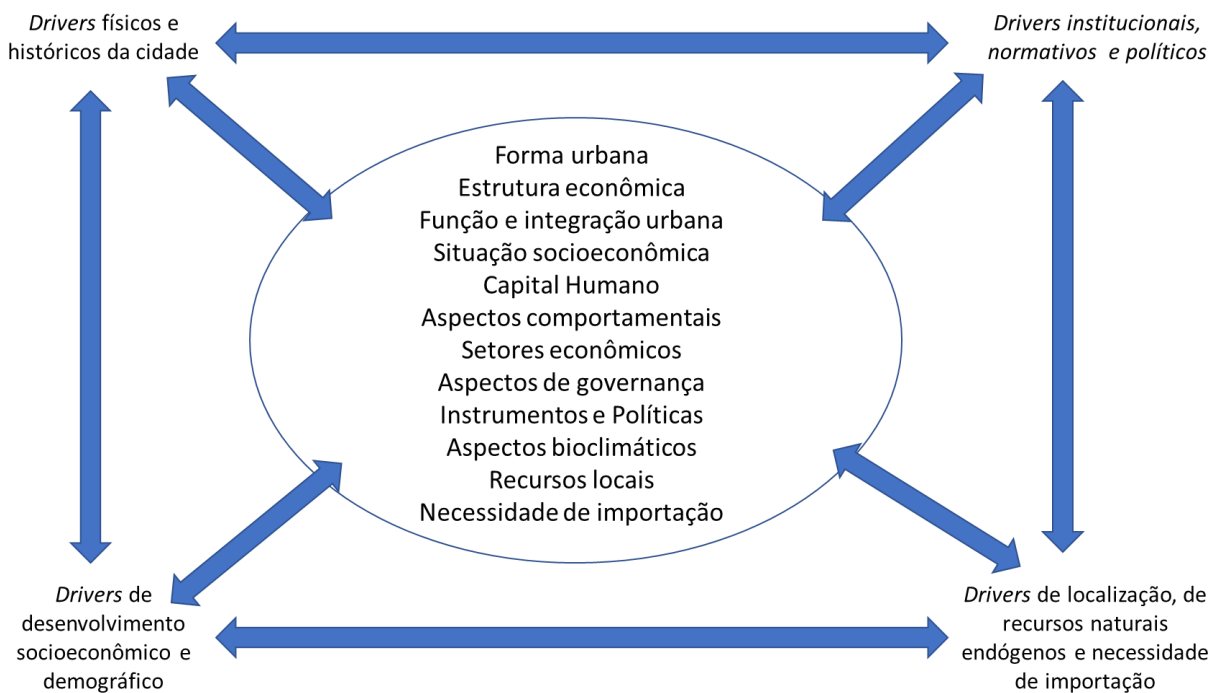 Drivers físicos e
históricos da cidade
Drivers institucionais,
normativos e políticos
Forma urbana
Estrutura econômica
Função e integração urbana
Situação socioeconômica
Capital Humano
Aspectos comportamentais
Setores econômicos
Aspectos de governança
Instrumentos e Políticas
Aspectos bioclimáticos
Recursos locais
Necessidade de importação
Drivers de
desenvolvimento
socioeconômico e
demográfico
Drivers de localização, de
recursos naturais
endógenos e necessidade
de importação